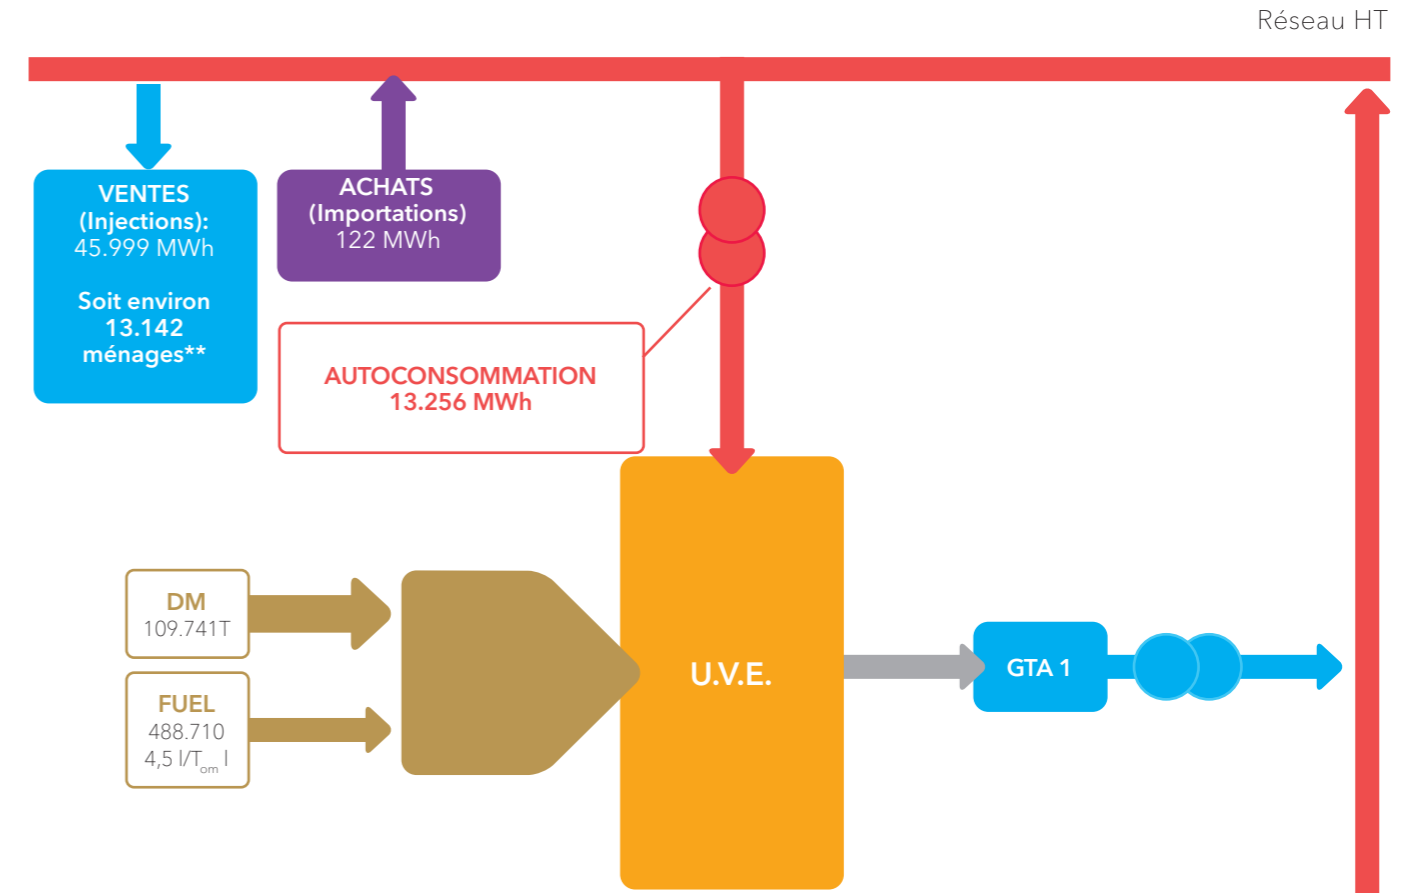 Réseau HT
VENTES
(Injections):
45.999 MWh
Soit environ
13.142
ménages**
ACHATS
(Importations)
122 MWh
AUTOCONSOMMATION
13.256 MWh
DM
109.741T
FUEL
488.710
4,5 l/Tom l
U.V.E.
GTA 1